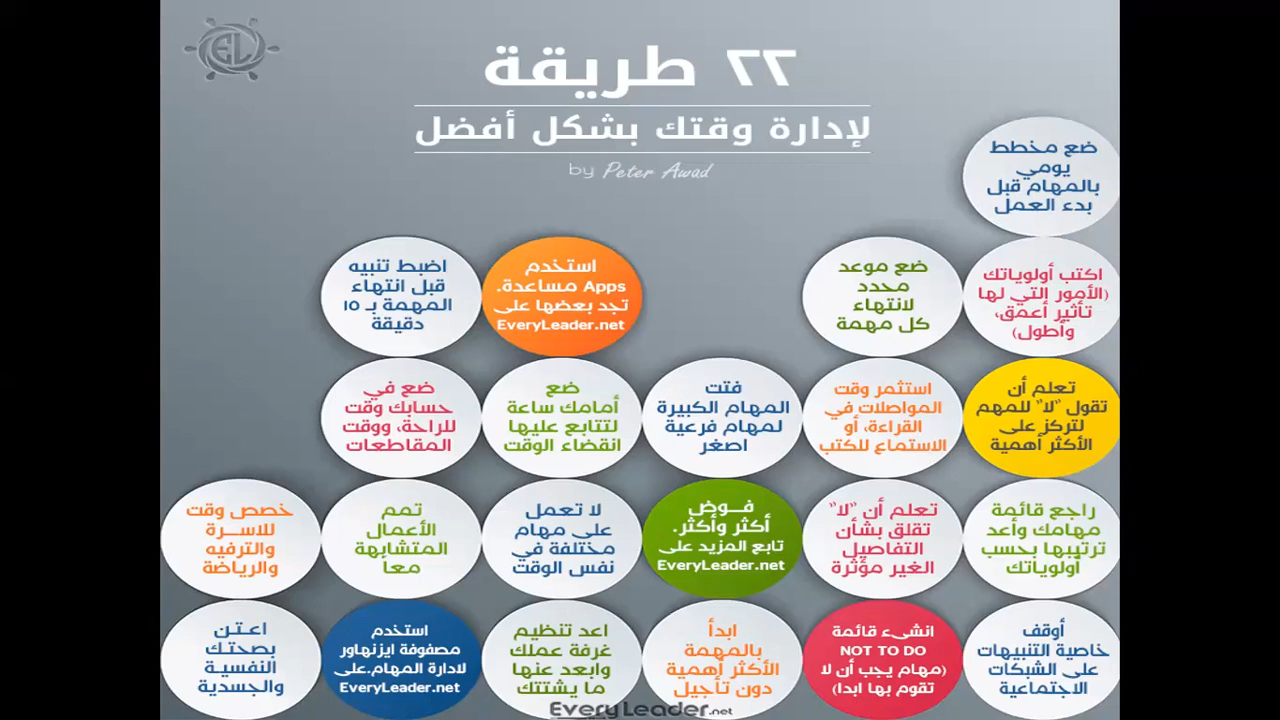 EL
٢٢ طريقة
لإدارة وقتك بشكل أفضل
by Peter Awad
ضع مخطط
يومي
بالمهام قبل
بدء العمل
اكتب أولوياتك
(الأمور التي لها
تأثير أعمق،
وأطول)
ضع موعد
محدد
لانتهاء
كل مهمة
استخدم
Apps مساعدة.
تجد بعضها على
EveryLeader.net
اضبط تنبيه
قبل انتهاء
المهمة بـ ١٥
دقيقة
تعلم أن
تقول "لا" للمهم
لتركز على
الأكثر أهمية
استثمر وقت
المواصلات في
القراءة، أو
الاستماع للكتب
فتت
المهام الكبيرة
لمهام فرعية
اصغر
ضع
أمامك ساعة
لتتابع عليها
انقضاء الوقت
ضع في
حسابك وقت
للراحة، ووقت
المقاطعات
راجع قائمة
مهامك وأعد
ترتيبها بحسب
أولوياتك
تعلم أن "لا"
تقلق بشأن
التفاصيل
الغير مؤثرة
فــوض
أكثر وأكثر.
تابع المزيد على
EveryLeader.net
لا تعمل
على مهام
مختلفة في
نفس الوقت
تمم
الأعمال
المتشابهة
معاً
خصص وقت
للاسـرة
والترفيه
والرياضة
أوقف
خاصية التنبيهات
على الشبكات
الاجتماعية
انشىء قائمة
NOT TO DO
(مهام يجب أن لا
تقوم بها ابدا)
ابدأ
بالمهمة
الأكثر أهمية
دون تأجيل
اعد تنظيم
غرفة عملك
وابعد عنها
ما يشتتك
استخدم
مصفوفة ايزنهاور
لادارة المهام.على
EveryLeader.net
اعـتـن
بصحتـك
النفسيـة
والجسدية
EveryLeader.net